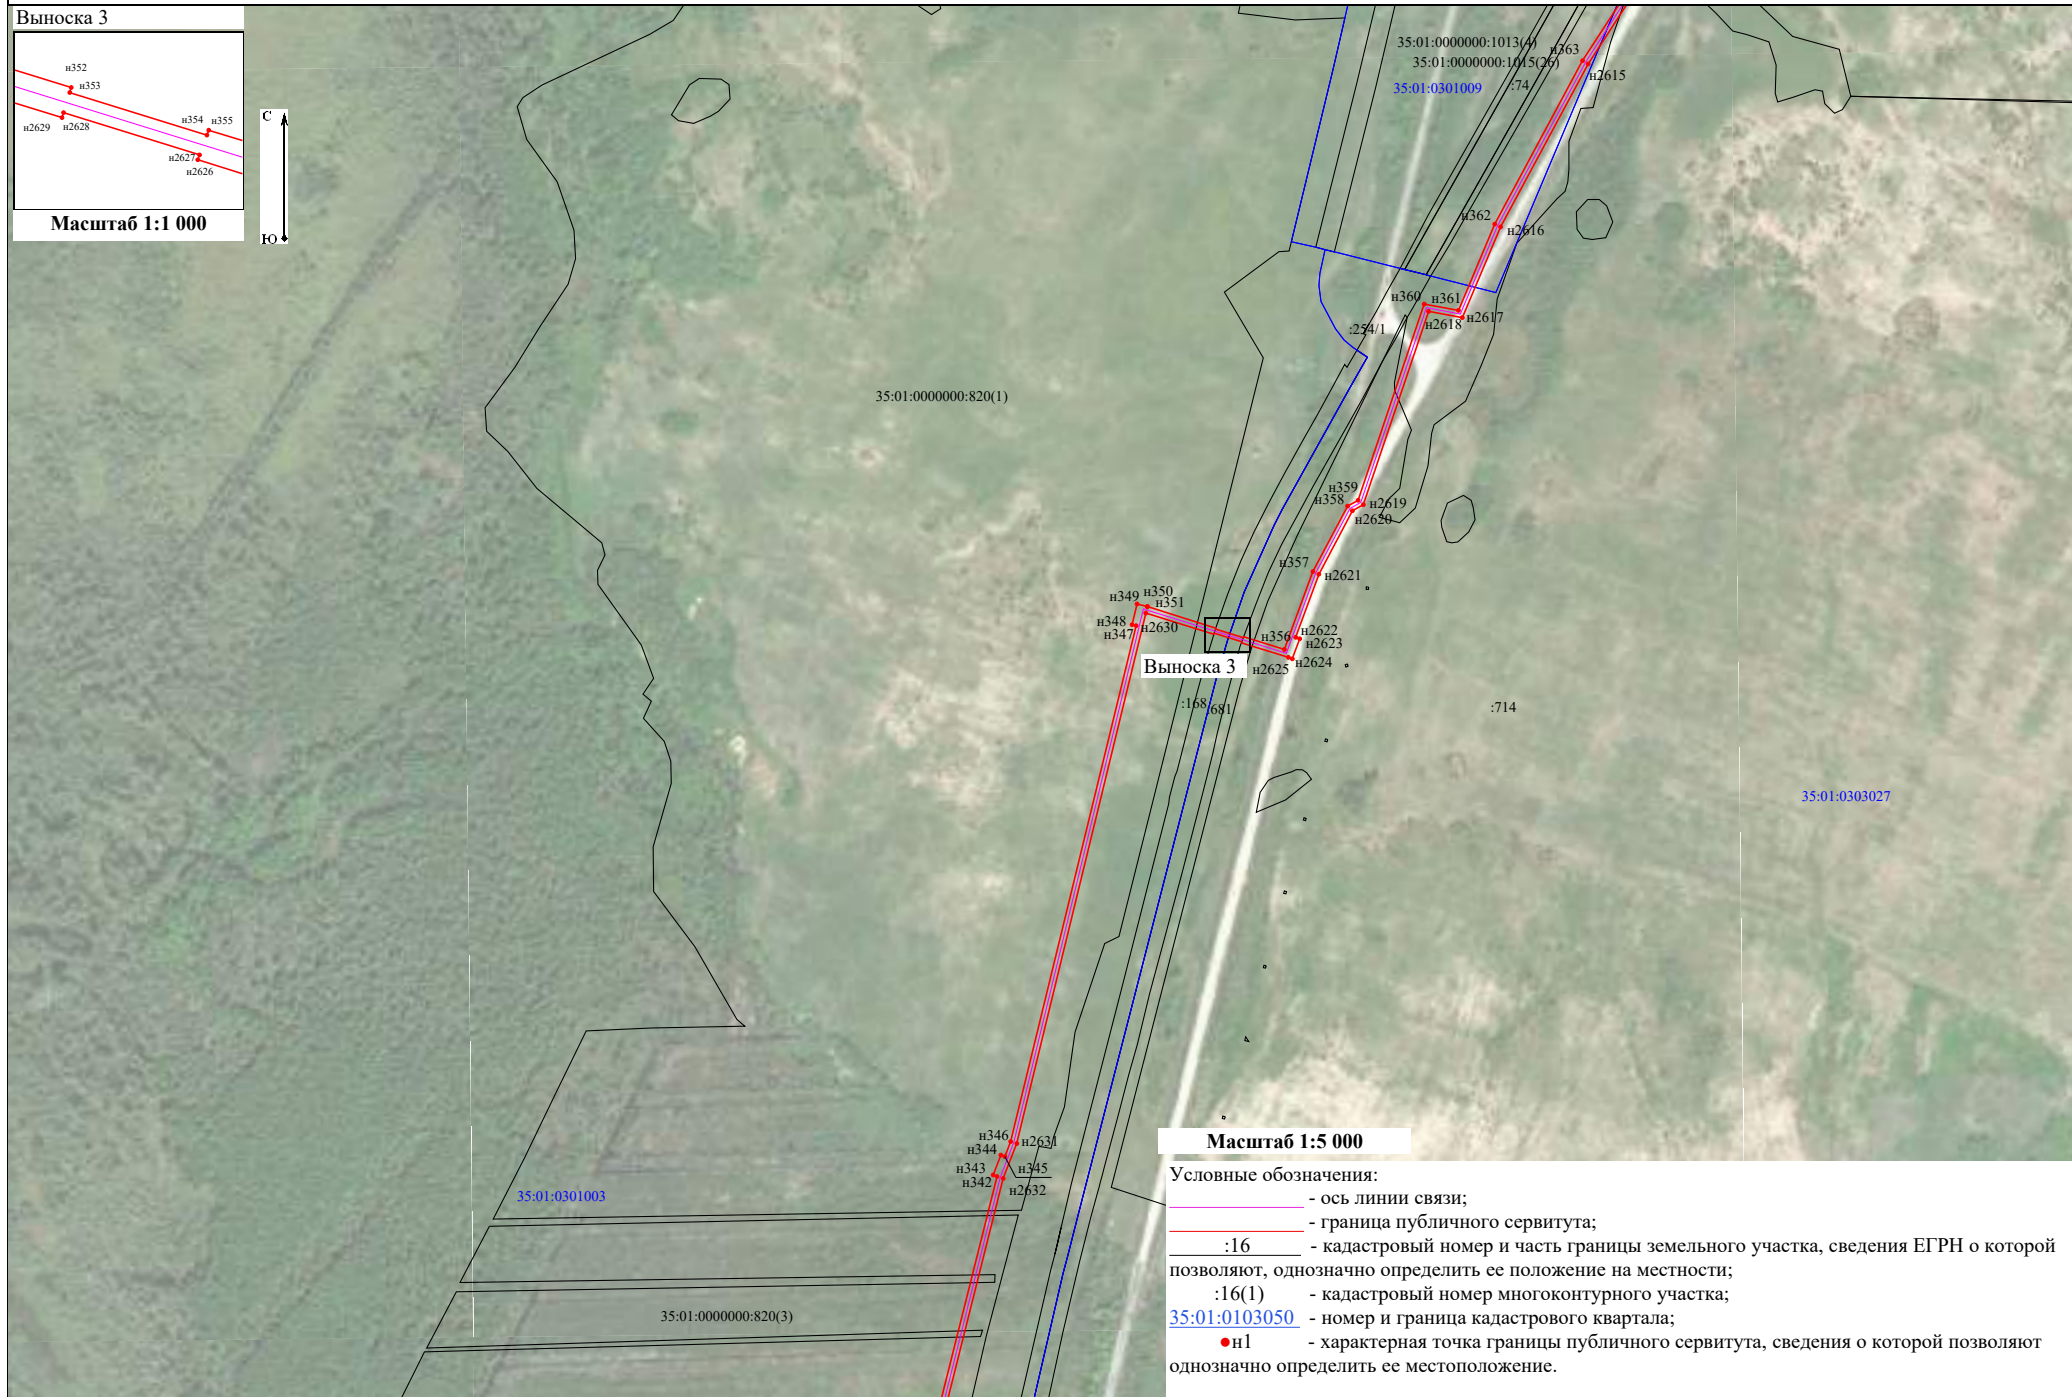 Выноска 3
н352
н353
н354
н355
н2629
н2628
н2627
н2626
Масштаб 1:1 000
С
Ю
35:01:0000000:1013(4)
н363
35:01:0000000:1015(26)
н2615
35:01:0301009
:74
н362
н2616
н360
н361
н2617
н2618
:254/1
35:01:0000000:820(1)
н359
н358
н2619
н2620
н357
н2621
н349
н350
н351
н348
н347
н2630
н356
н2622
н2623
н2624
н2625
Выноска 3
:168
:681
:714
35:01:0303027
н346
н2631
н344
н343
н345
н342
н2632
35:01:0301003
35:01:0000000:820(3)
Масштаб 1:5 000
Условные обозначения:
- ось линии связи;
- граница публичного сервитута;
:16 - кадастровый номер и часть границы земельного участка, сведения ЕГРН о которой
позволяют, однозначно определить ее положение на местности;
:16(1) - кадастровый номер многоконтурного участка;
35:01:0103050 - номер и граница кадастрового квартала;
н1 - характерная точка границы публичного сервитута, сведения о которой позволяют
однозначно определить ее местоположение.